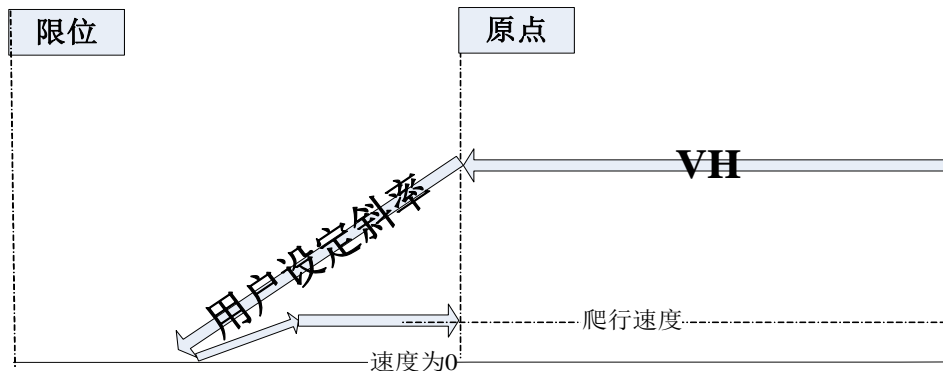 限位
原点
VH
用户设定斜率
爬行速度
速度为0